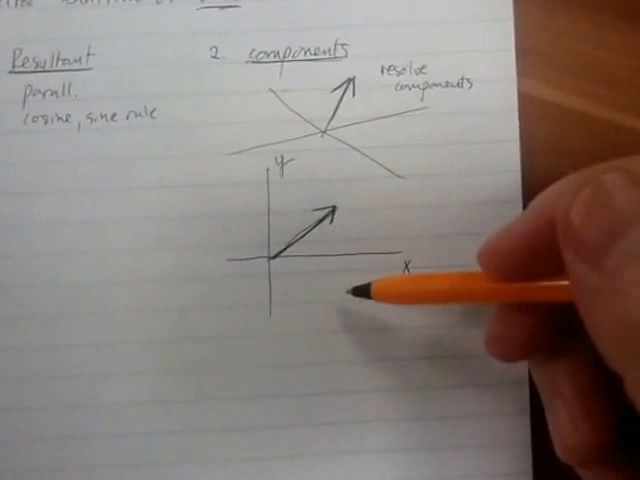 Resultant
parall.
cosine, sine rule
2. components
resolve
components
y
x